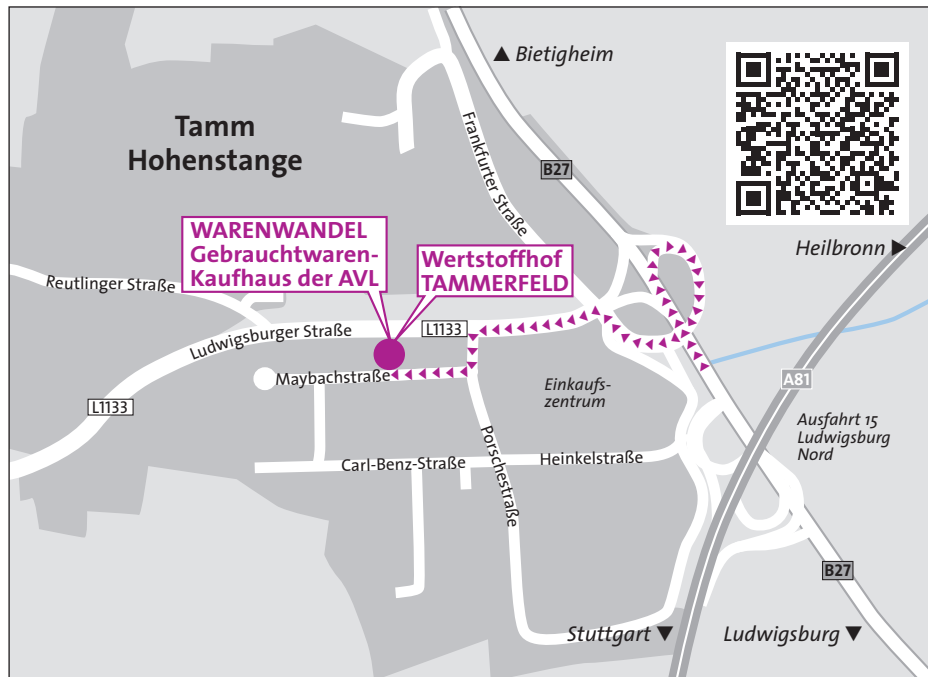 ▲ Bietigheim
Tamm
Hohenstange
Frankfurter Straße
B27
WARENWANDEL
Gebrauchtwaren-
Kaufhaus der AVL
Wertstoffhof
TAMMERFELD
Heilbronn ▶
Reutlinger Straße
Ludwigsburger Straße
L1133
Maybachstraße
Einkaufs-
zentrum
A81
L1133
Ausfahrt 15
Ludwigsburg
Nord
Carl-Benz-Straße
Heinkelstraße
Porschestraße
B27
Stuttgart ▼
Ludwigsburg ▼